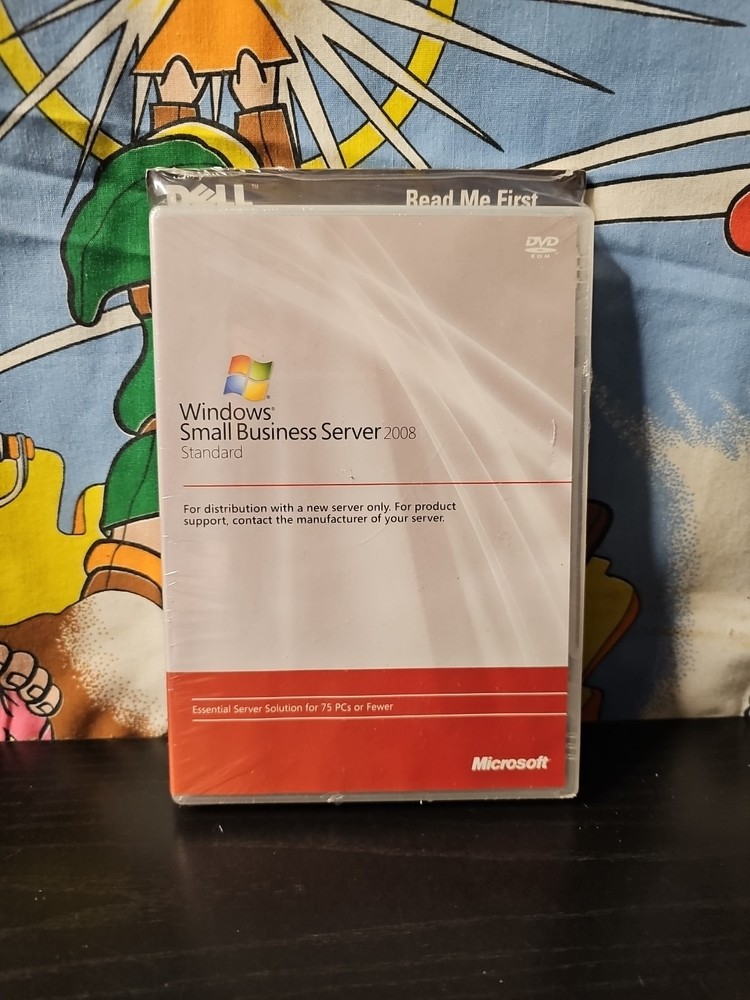 DELL™ Read Me First
DVD
ROM
Windows®
Small Business Server 2008
Standard
For distribution with a new server only. For product
support, contact the manufacturer of your server.
Essential Server Solution for 75 PCs or Fewer
Microsoft®